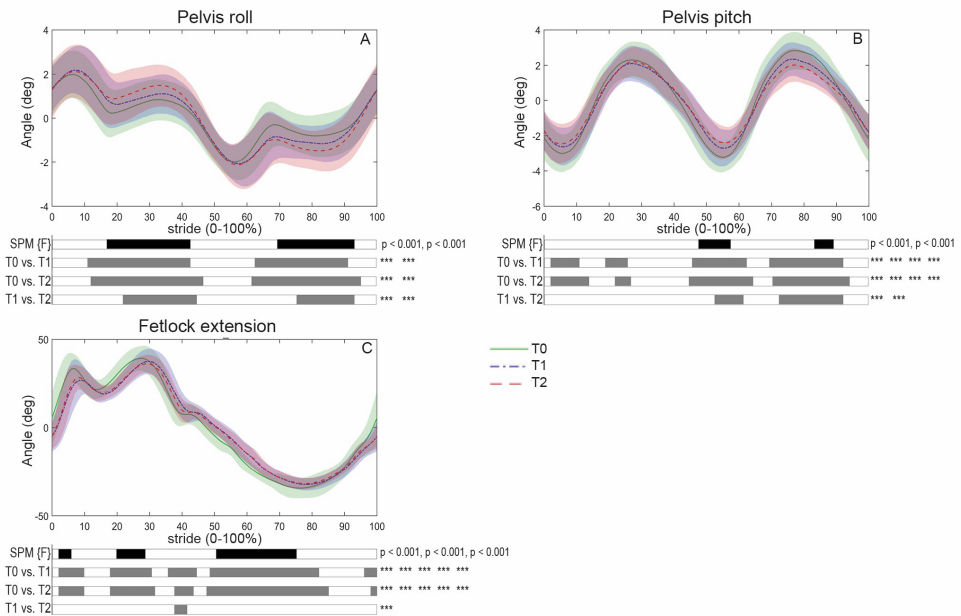 Pelvis roll
A
Angle (deg)
4
2
0
-2
-4
0 10 20 30 40 50 60 70 80 90 100
stride (0-100%)
SPM {F} p < 0.001, p < 0.001
T0 vs. T1 *** ***
T0 vs. T2 *** ***
T1 vs. T2 *** ***
Pelvis pitch
B
Angle (deg)
4
2
0
-2
-4
-6
0 10 20 30 40 50 60 70 80 90 100
stride (0-100%)
SPM {F} p < 0.001, p < 0.001
T0 vs. T1 *** *** *** ***
T0 vs. T2 *** *** *** ***
T1 vs. T2 *** ***
Fetlock extension
C
Angle (deg)
50
0
-50
0 10 20 30 40 50 60 70 80 90 100
stride (0-100%)
SPM {F} p < 0.001, p < 0.001, p < 0.001
T0 vs. T1 *** *** *** *** ***
T0 vs. T2 *** *** *** *** ***
T1 vs. T2 ***
T0
T1
T2